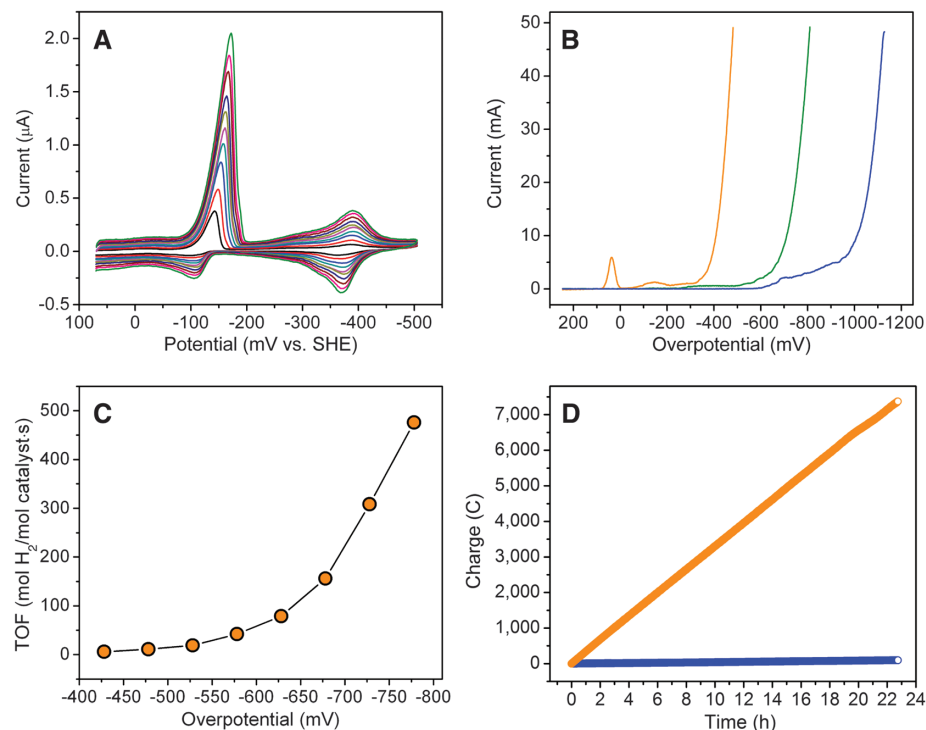 A
2.0
1.5
1.0
0.5
0.0
-0.5
Current (μA)
100 0 -100 -200 -300 -400 -500
Potential (mV vs. SHE)
B
50
40
30
20
10
0
Current (mA)
200 0 -200 -400 -600 -800 -1000 -1200
Overpotential (mV)
C
500
400
300
200
100
0
TOF (mol H₂/mol catalyst·s)
-400 -450 -500 -550 -600 -650 -700 -750 -800
Overpotential (mV)
D
7,000
6,000
5,000
4,000
3,000
2,000
1,000
0
Charge (C)
0 2 4 6 8 10 12 14 16 18 20 22 24
Time (h)